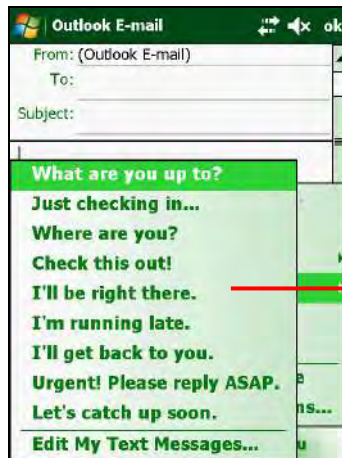 Outlook E-mail ok
From: (Outlook E-mail)
To:
Subject:
What are you up to?
Just checking in...
Where are you?
Check this out!
I'll be right there.
I'm running late.
I'll get back to you.
Urgent! Please reply ASAP.
Let's catch up soon.
Edit My Text Messages...